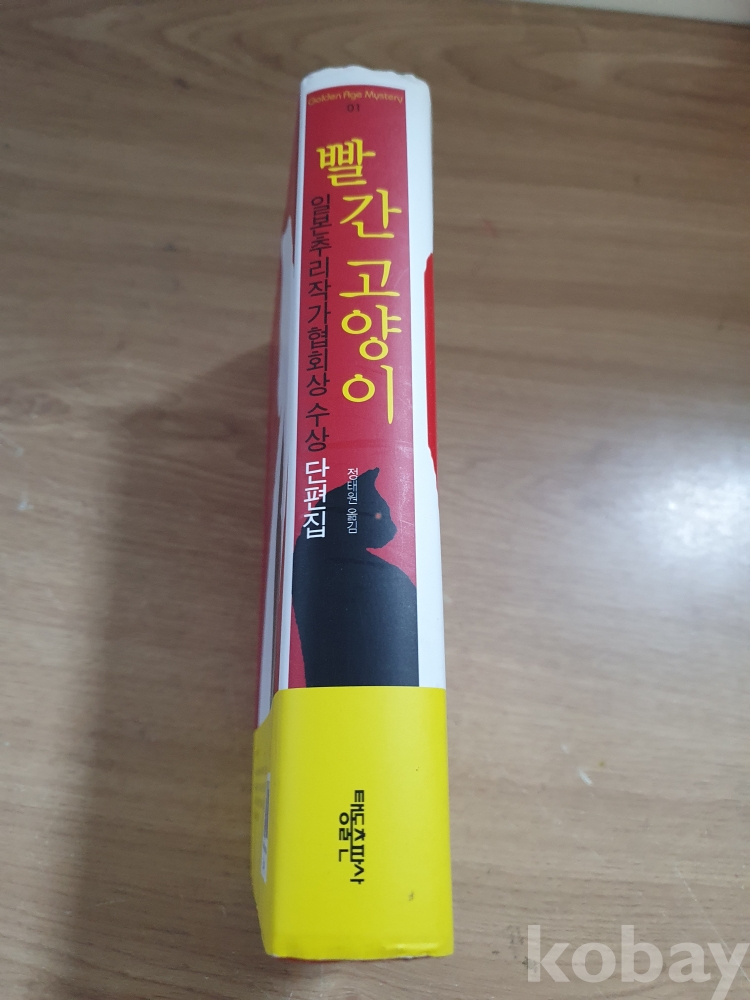 Golden Age Mystery
01
빨간 고양이
일본추리작가협회상 수상 단편집
정태원 옮김
태동출판사
kobay